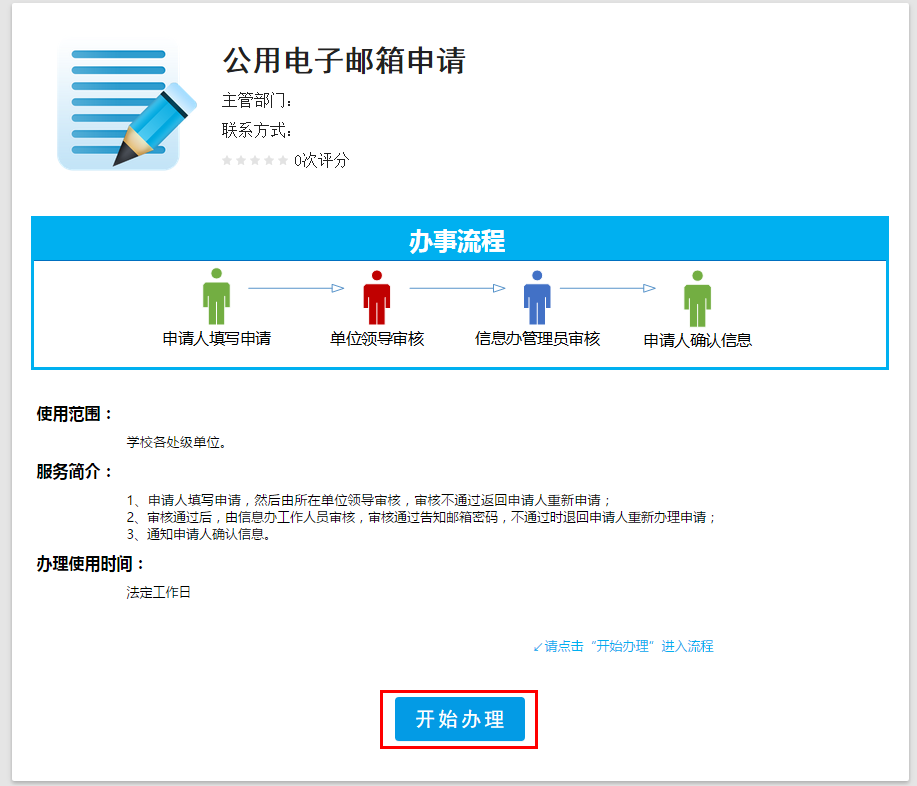 公用电子邮箱申请
主管部门：
联系方式：
0次评分
办事流程
申请人填写申请
单位领导审核
信息办管理员审核
申请人确认信息
使用范围：
学校各处级单位。
服务简介：
1、申请人填写申请，然后由所在单位领导审核，审核不通过返回申请人重新申请；
2、审核通过后，由信息办工作人员审核，审核通过告知邮箱密码，不通过时退回申请人重新办理申请；
3、通知申请人确认信息。
办理使用时间：
法定工作日
↙请点击“开始办理”进入流程
开始办理